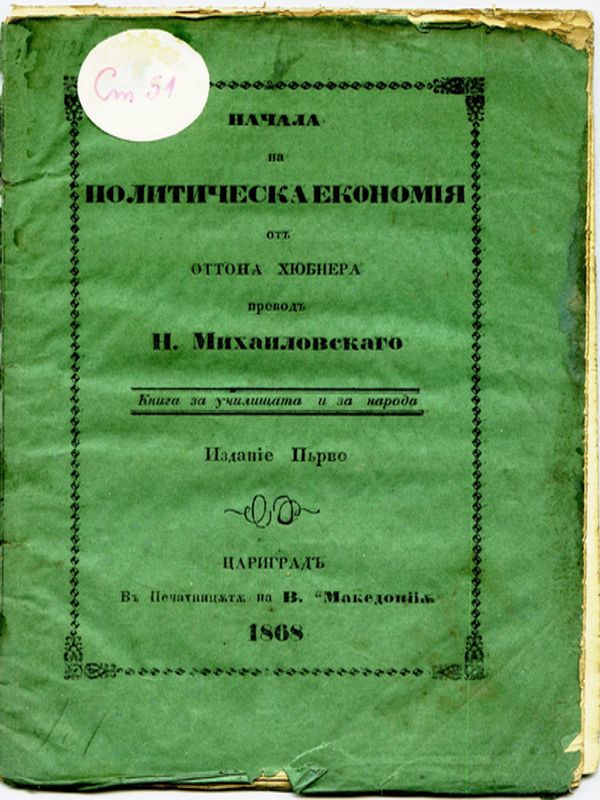 Ст 51
НАЧАЛА
на
ПОЛИТИЧЕСКА ЕКОНОМІЯ
отъ
ОТТОНА ХЮБНЕРА
преводъ
Н. Михаиловскаго
Книга за училищата и за народа
Изданіе Първо
ЦАРИГРАДЪ
Въ Печатницѫтѫ на В. "Македониѭ
1868